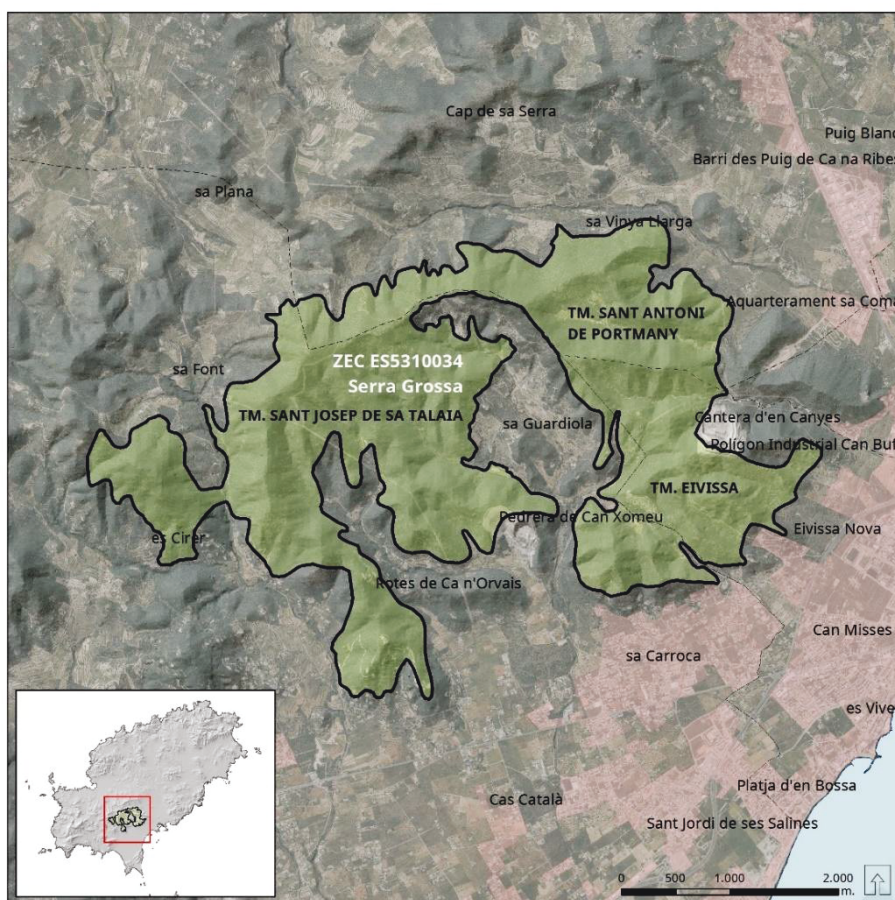 Cap de sa Serra
Puig Blanc
Barri des Puig de Ca na Ribes
sa Plana
sa Vinya Llarga
Aquarterament sa Coma
TM. SANT ANTONI
DE PORTMANY
ZEC ES5310034
Serra Grossa
sa Font
TM. SANT JOSEP DE SA TALAIA
sa Guardiola
Cantera d'en Canyes
Polígon Industrial Can Buf
TM. EIVISSA
Pedrera de Can Xomeu
Eivissa Nova
es Cirer
Rotes de Ca n'Orvais
Can Misses
sa Carroca
es Vive
Platja d'en Bossa
Cas Català
Sant Jordi de ses Salines
0 500 1.000 2.000
m.